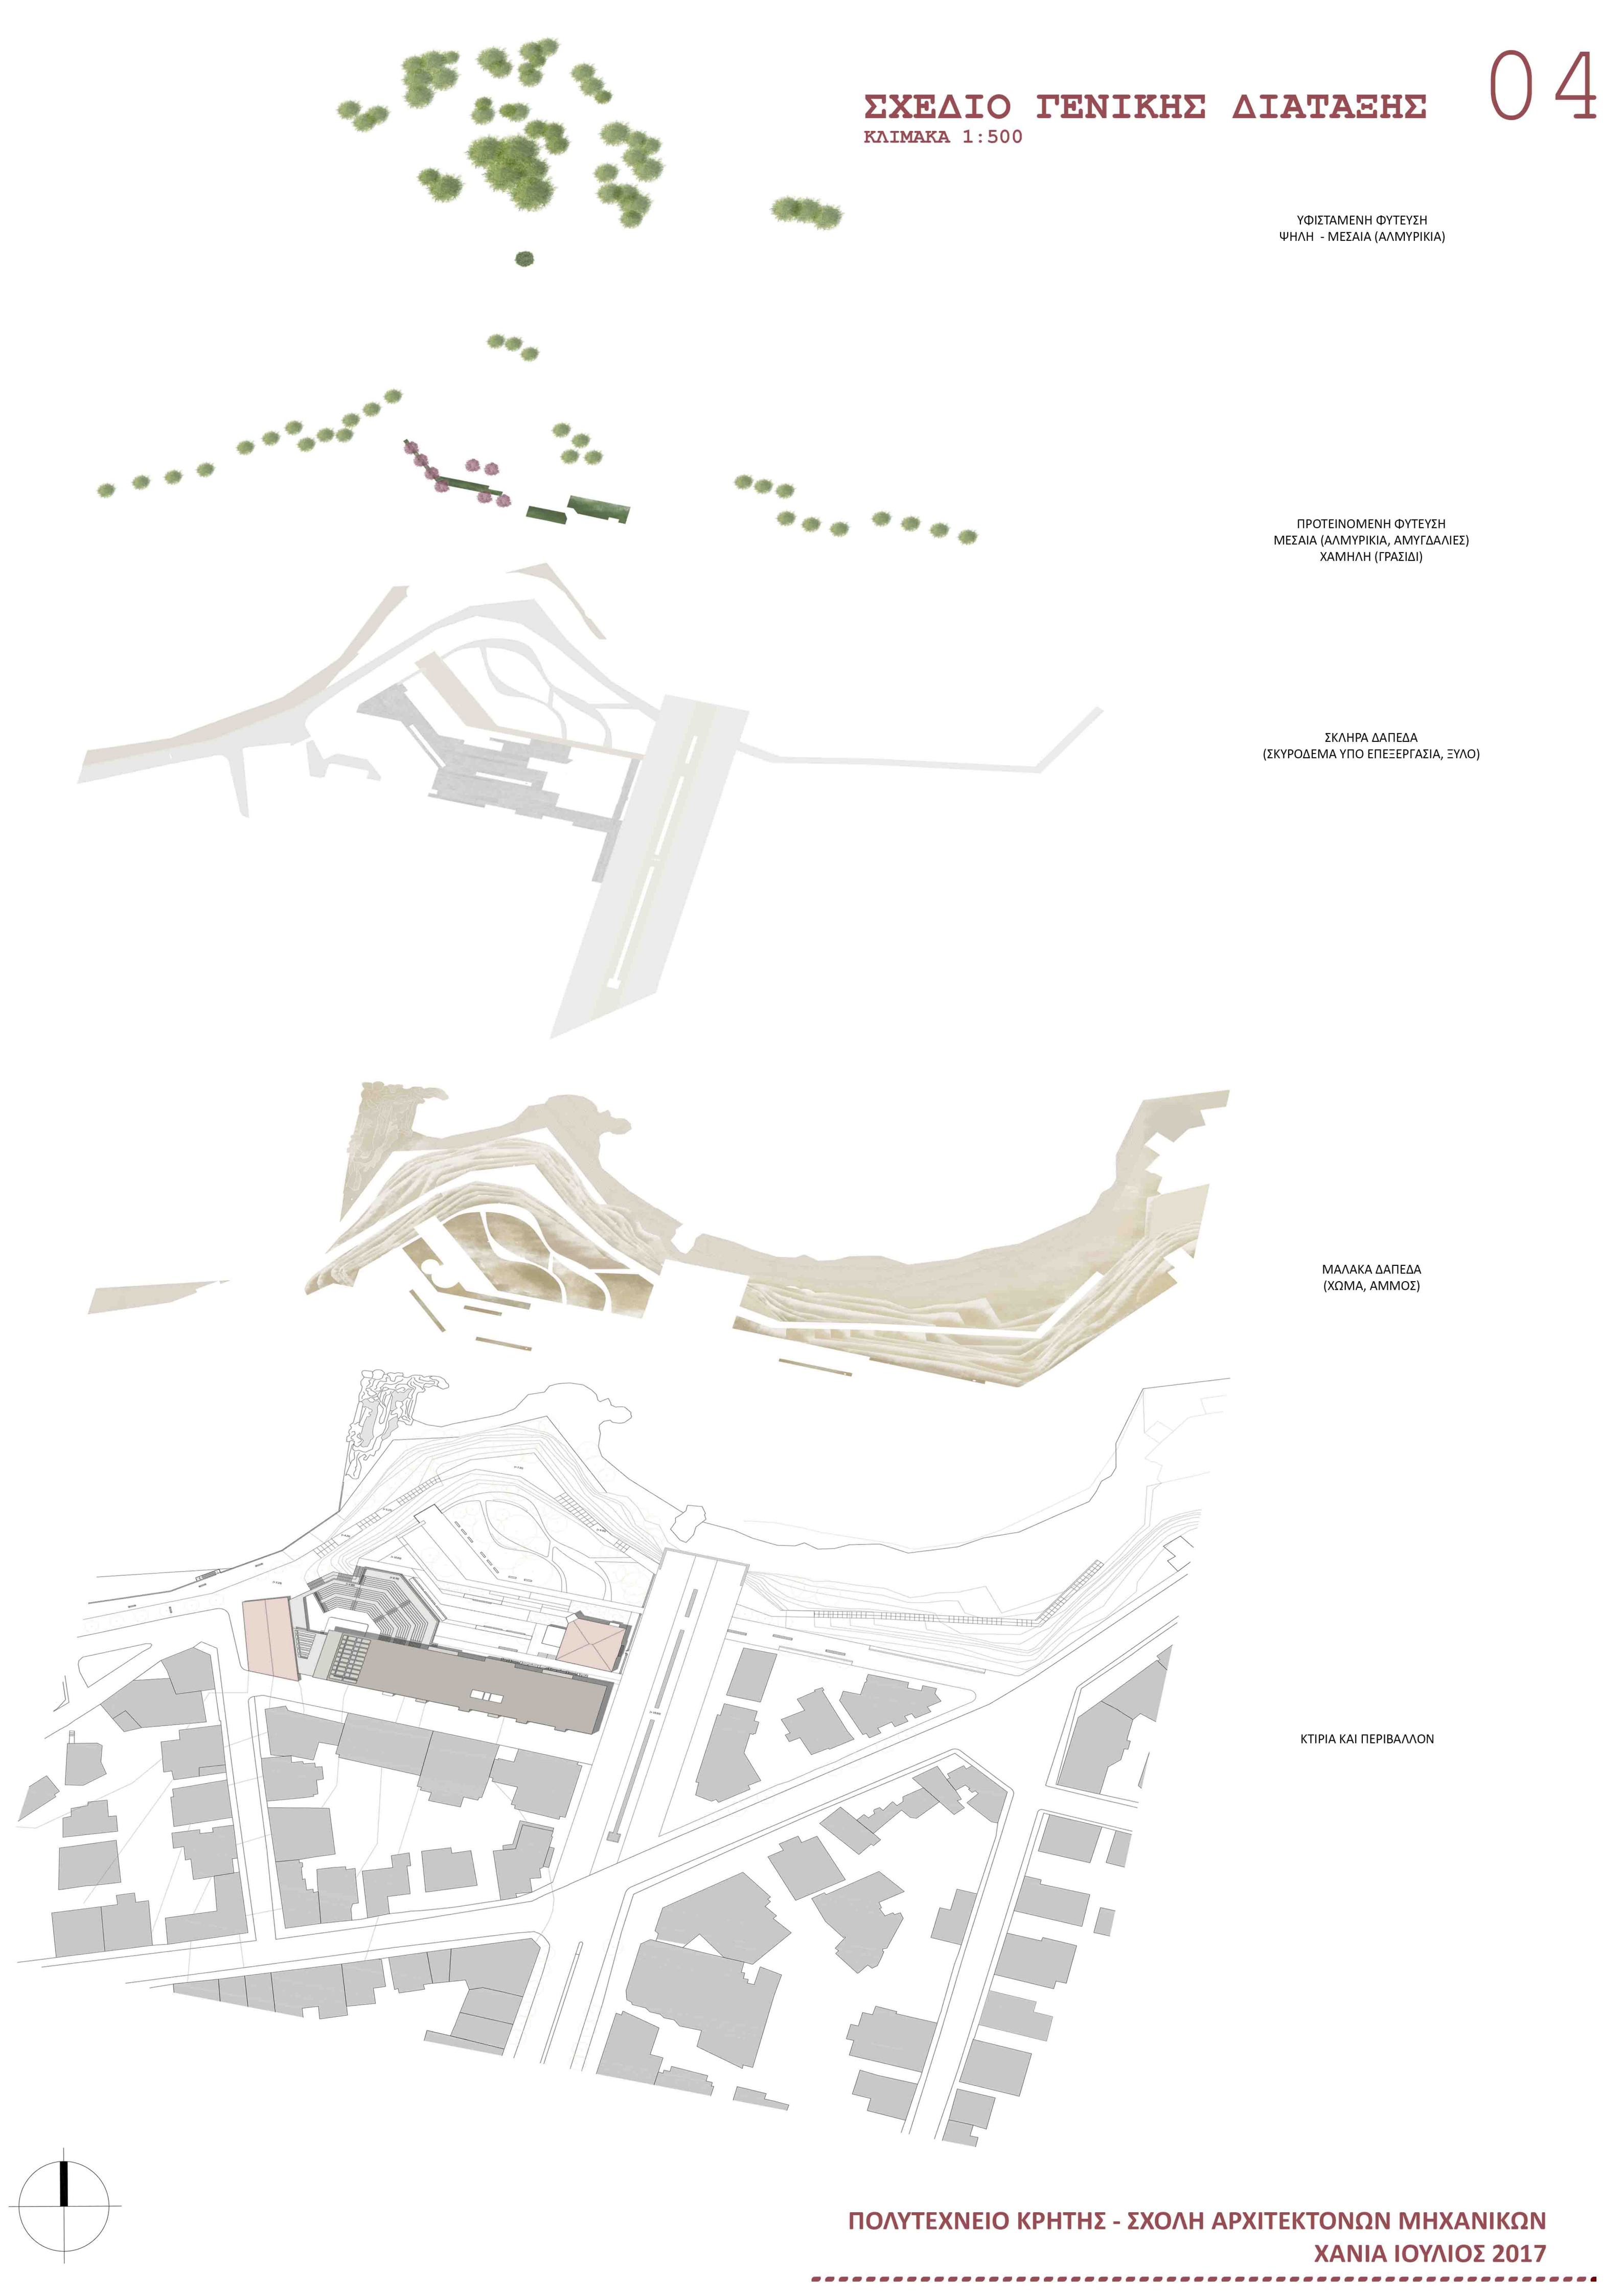 04
ΣΧΕΔΙΟ ΓΕΝΙΚΗΣ ΔΙΑΤΑΞΗΣ
ΚΛΙΜΑΚΑ 1:500
ΥΦΙΣΤΑΜΕΝΗ ΦΥΤΕΥΣΗ
ΨΗΛΗ - ΜΕΣΑΙΑ (ΑΛΜΥΡΙΚΙΑ)
ΠΡΟΤΕΙΝΟΜΕΝΗ ΦΥΤΕΥΣΗ
ΜΕΣΑΙΑ (ΑΛΜΥΡΙΚΙΑ, ΑΜΥΓΔΑΛΙΕΣ)
ΧΑΜΗΛΗ (ΓΡΑΣΙΔΙ)
ΣΚΛΗΡΑ ΔΑΠΕΔΑ
(ΣΚΥΡΟΔΕΜΑ ΥΠΟ ΕΠΕΞΕΡΓΑΣΙΑ, ΞΥΛΟ)
ΜΑΛΑΚΑ ΔΑΠΕΔΑ
(ΧΩΜΑ, ΑΜΜΟΣ)
ΚΤΙΡΙΑ ΚΑΙ ΠΕΡΙΒΑΛΛΟΝ
ΠΟΛΥΤΕΧΝΕΙΟ ΚΡΗΤΗΣ - ΣΧΟΛΗ ΑΡΧΙΤΕΚΤΟΝΩΝ ΜΗΧΑΝΙΚΩΝ
ΧΑΝΙΑ ΙΟΥΛΙΟΣ 2017